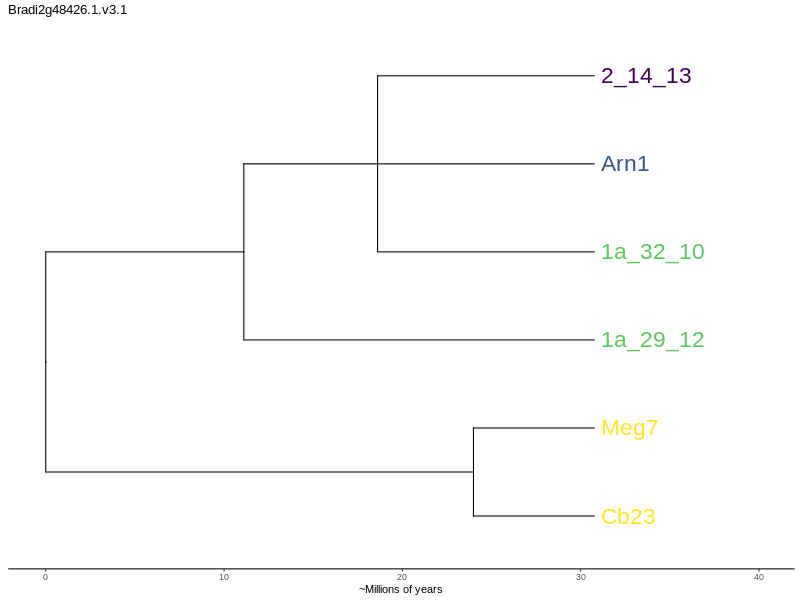 Bradi2g48426.1.v3.1
2_14_13
Arn1
1a_32_10
1a_29_12
Meg7
Cb23
0 10 20 30 40
~Millions of years